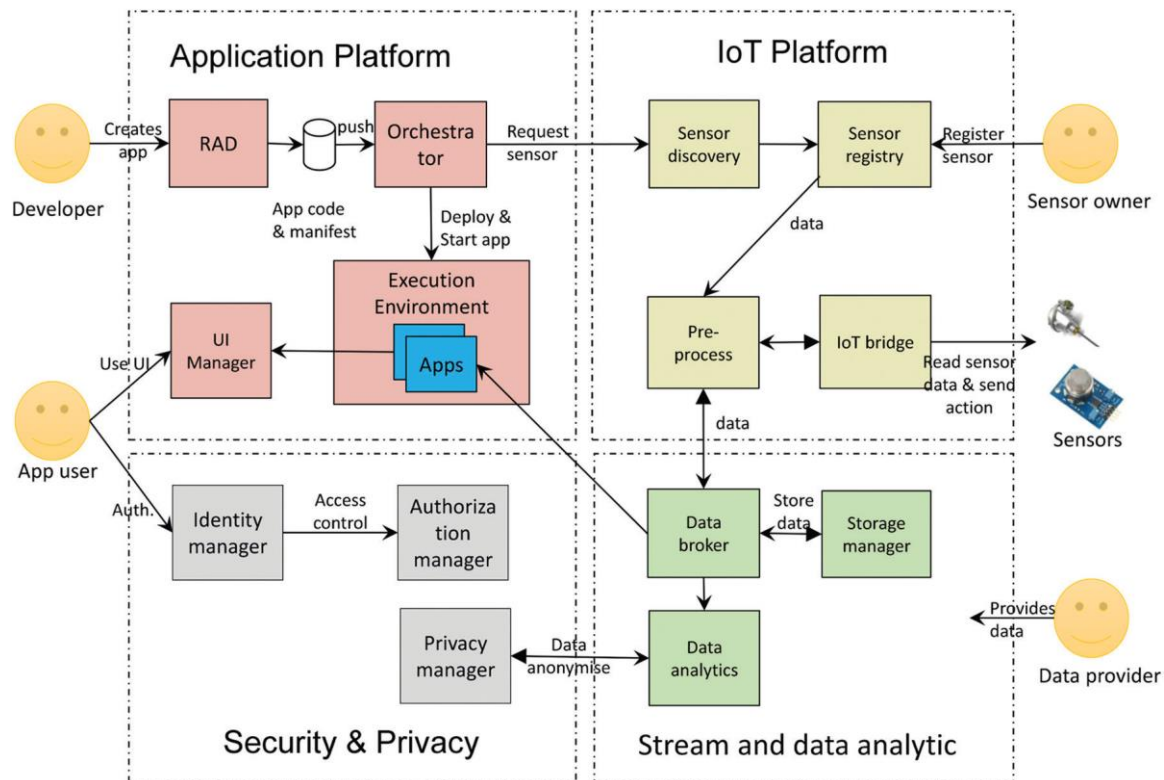 Application Platform
IoT Platform
Creates
app
RAD
push
Orchestra
tor
Request
sensor
Sensor
discovery
Sensor
registry
Register
sensor
Developer
App code
& manifest
Deploy &
Start app
data
Sensor owner
Execution
Environment
Apps
UI
Manager
Use UI
Pre-
process
IoT bridge
Read sensor
data & send
action
Sensors
App user
data
Auth.
Identity
manager
Access
control
Authoriza
tion
manager
Data
broker
Store
data
Storage
manager
Privacy
manager
Data
anonymise
Data
analytics
Provides
data
Data provider
Security & Privacy
Stream and data analytic